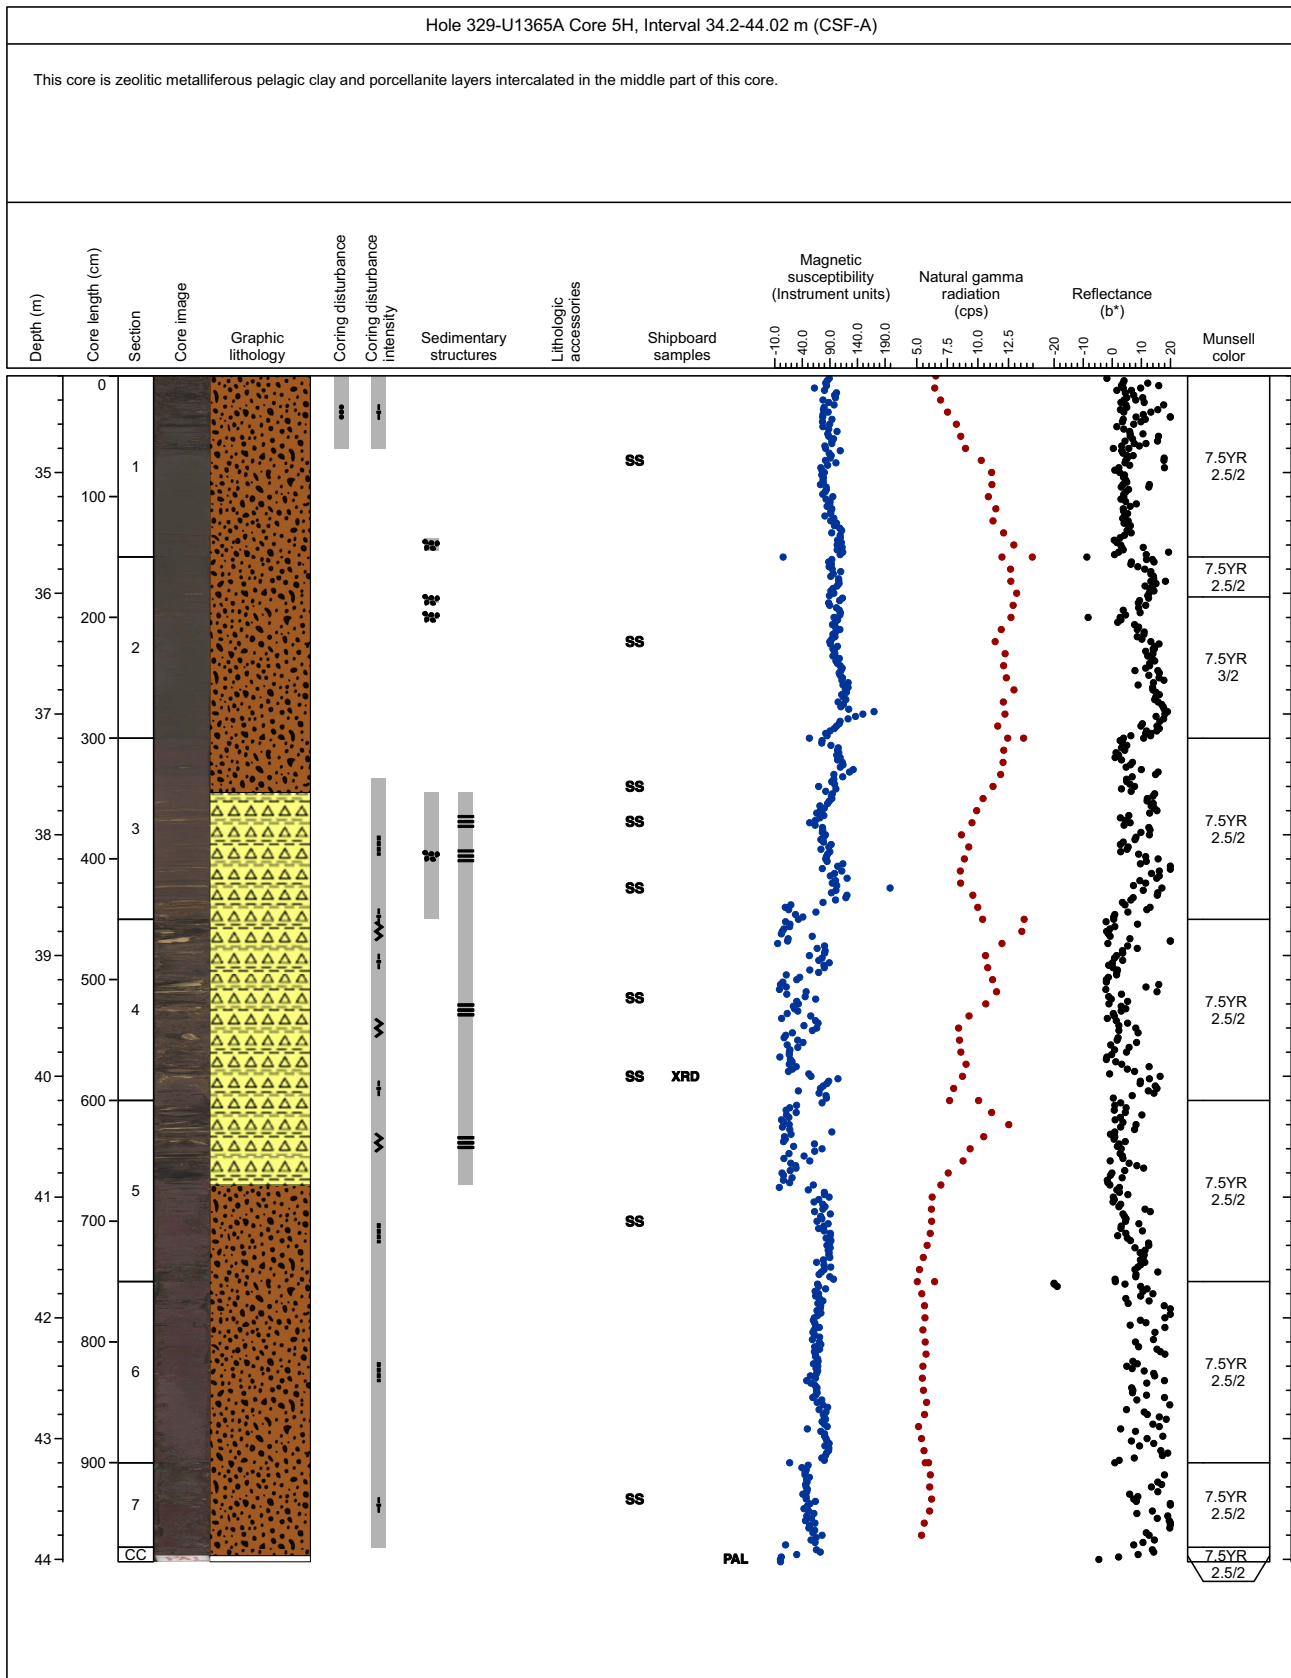 Hole 329-U1365A Core 5H, Interval 34.2-44.02 m (CSF-A)
This core is zeolitic metalliferous pelagic clay and porcellanite layers intercalated in the middle part of this core.
Depth (m)
Core length (cm)
Section
Core image
Graphic
lithology
Coring disturbance
Coring disturbance
intensity
Sedimentary
structures
Lithologic
accessories
Shipboard
samples
Magnetic
susceptibility
(Instrument units)
-10.0 40.0 90.0 140.0 190.0
Natural gamma
radiation
(cps)
5.0 7.5 10.0 12.5
Reflectance
(b*)
-20 -10 0 10 20
Munsell
color
0
1
SS
7.5YR
2.5/2
35
100
7.5YR
2.5/2
36
200
2
SS
7.5YR
3/2
37
300
SS
3
SS
7.5YR
2.5/2
38
400
SS
39
500
4
SS
7.5YR
2.5/2
40
SS XRD
600
5
7.5YR
2.5/2
41
700
SS
42
800
6
7.5YR
2.5/2
43
900
7
SS
7.5YR
2.5/2
CC
44
PAL
7.5YR
2.5/2